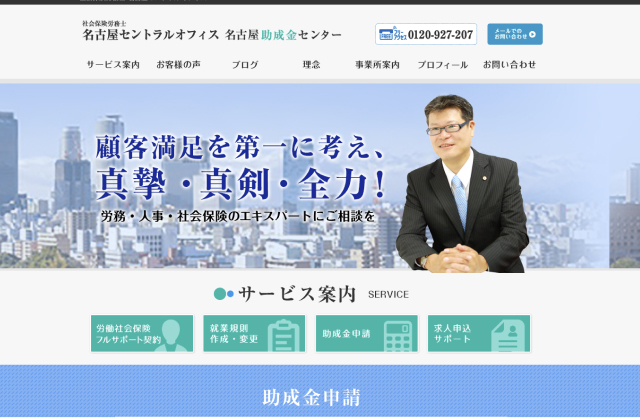 社会保険労務士
名古屋セントラルオフィス 名古屋助成金センター
0120-927-207
メールでの
お問い合わせ
サービス案内 お客様の声 ブログ 理念 事業所案内 プロフィール お問い合わせ
顧客満足を第一に考え、
真摯・真剣・全力！
労務・人事・社会保険のエキスパートにご相談を
サービス案内 SERVICE
労働社会保険
フルサポート契約
就業規則
作成・変更
助成金申請
求人申込
サポート
助成金申請